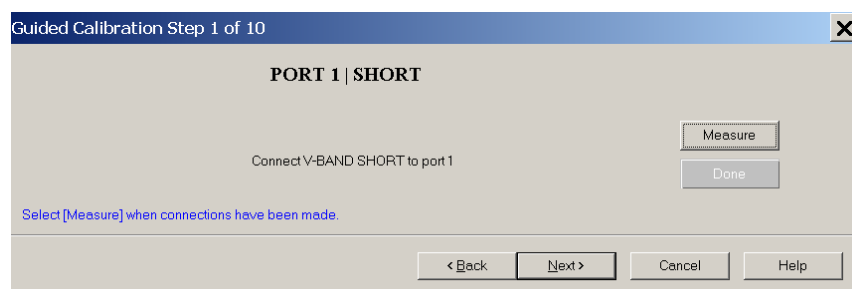 Guided Calibration Step 1 of 10
PORT 1 | SHORT
Measure
Connect V-BAND SHORT to port 1
Done
Select [Measure] when connections have been made.
< Back Next > Cancel Help